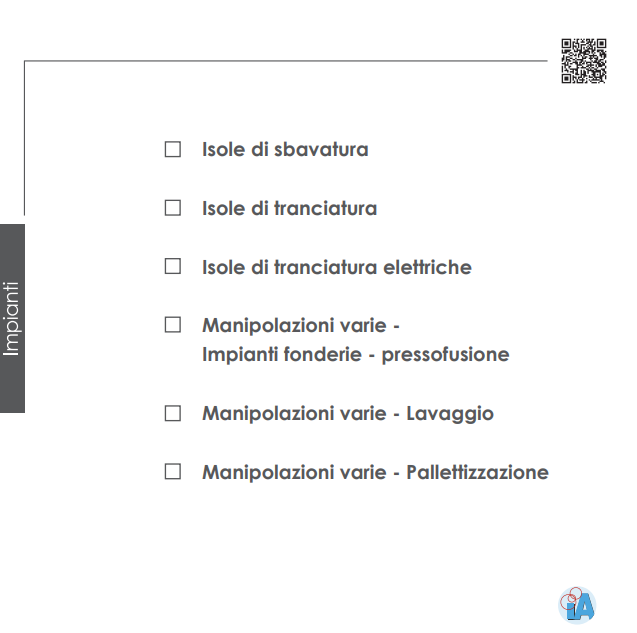 Impianti
Isole di sbavatura
Isole di tranciatura
Isole di tranciatura elettriche
Manipolazioni varie -
Impianti fonderie - pressofusione
Manipolazioni varie - Lavaggio
Manipolazioni varie - Pallettizzazione
iA